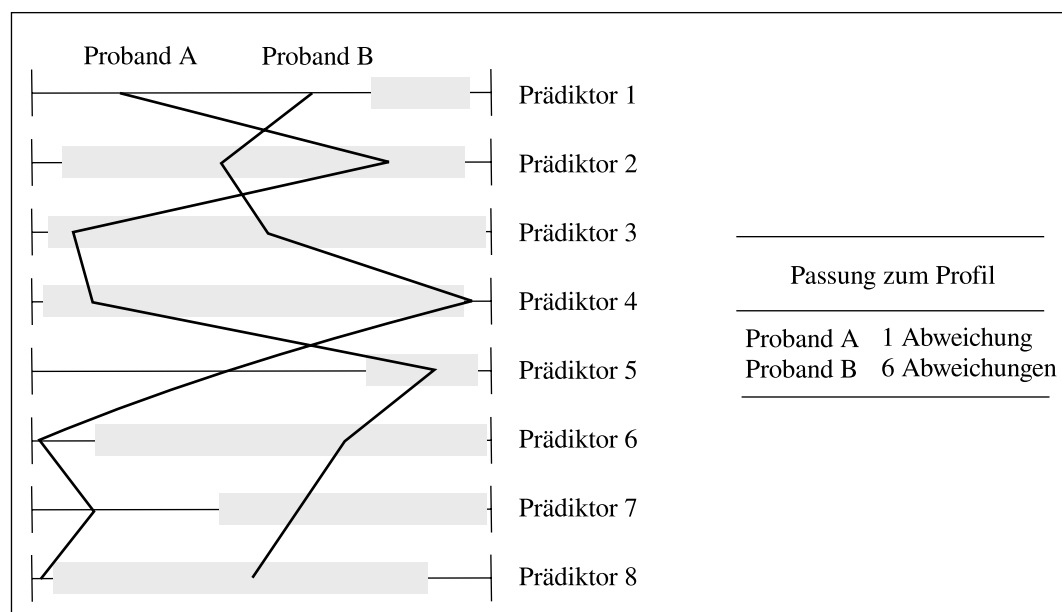 Proband A Proband B
Prädiktor 1
Prädiktor 2
Prädiktor 3
Prädiktor 4
Prädiktor 5
Prädiktor 6
Prädiktor 7
Prädiktor 8
Passung zum Profil
Proband A 1 Abweichung
Proband B 6 Abweichungen